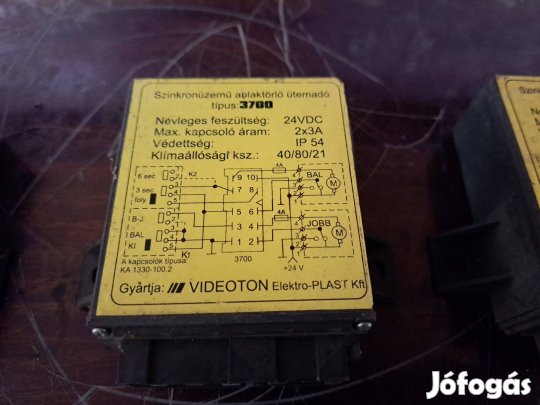 Szinkronüzemű ablaktörlő ütemadó
típus 3700
Névleges feszültség: 24VDC
Max. kapcsoló áram: 2x3A
Védettség: IP 54
Klímaállósági ksz.: 40/80/21
6 sec
3 sec
foly.
B-J
BAL
KI
K2
K1
9 10
7 8
5 6
3 4
1 2
3700
4A
BAL
M
4A
JOBB
M
+24 V
A kapcsolók típusa:
KA 1330-100.2
Gyártja: VIDEOTON Elektro-PLAST Kft
Szin
Jófogás